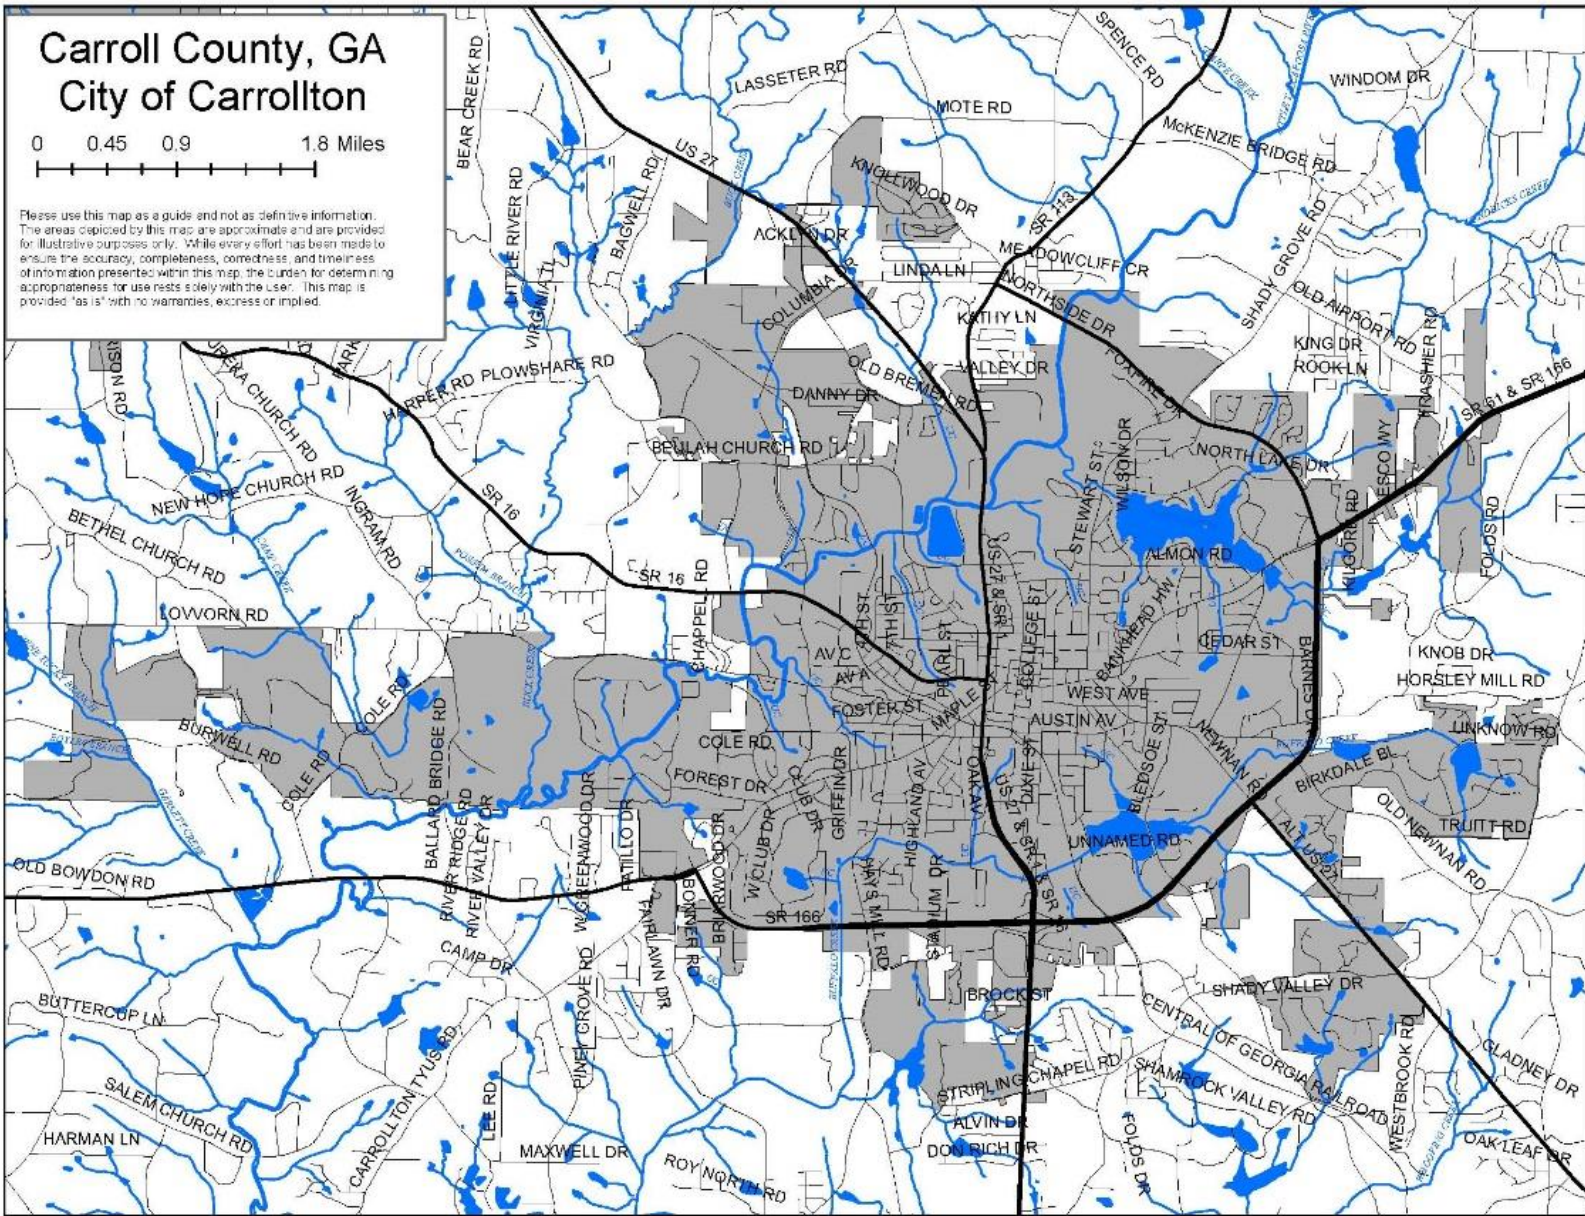 Carroll County, GA
City of Carrollton
0 0.45 0.9 1.8 Miles
Please use this map as a guide and not as definitive information.
The areas depicted by this map are approximate and are provided
for illustrative purposes only. While every effort has been made to
ensure the accuracy, completeness, correctness, and timeliness
of information presented within this map, the burden for determining
appropriateness for use rests solely with the user. This map is
provided "as is" with no warranties, express or implied.
BEAR CREEK RD
LASSETER RD
SPENCE RD
WINDOM DR
MOTE RD
McKENZIE BRIDGE RD
US 27
KNOLLWOOD DR
SR 113
LITTLE RIVER RD
BAGWELL RD
VIRGINIA TL
ACKLYN DR
MEADOWCLIFF CR
LINDA LN
NORTHSIDE DR
SHADY GROVE RD
OLD AIRPORT RD
COLUMBIA DR
KATHY LN
KING DR
ROOK LN
EUREKA CHURCH RD
HARPER RD
PLOWSHARE RD
OLD BREMEN RD
VALLEY DR
FOXFIRE DR
DANNY DR
SR 61 & SR 166
BEULAH CHURCH RD
NORTH LAKE DR
WILSON DR
STEWART ST
NEW HOPE CHURCH RD
INGRAM RD
SR 16
BETHEL CHURCH RD
ALMON RD
KILGORE RD
FOLDS RD
POSSUM BRANCH
SR 16
CHAPPELL RD
LOVVORN RD
4TH ST
7TH ST
PEARL ST
COLLEGE ST
BANKHEAD HW
CEDAR ST
KNOB DR
HORSLEY MILL RD
AV C
AV A
FOSTER ST
WEST AVE
AUSTIN AV
UNKNOW RD
BURWELL RD
COLE RD
COLE RD
COLE RD
BALLARD BRIDGE RD
FOREST DR
CLUB DR
GRIFFIN DR
HIGHLAND AV
OAK AV
DIXIE ST
BLEDSOE ST
NEWNAN RD
BIRKDALE BL
TRUITT RD
OLD NEWNAN RD
UNNAMED RD
OLD BOWDON RD
RIVER RIDGE RD
RIVER VALLEY DR
W GREENWOOD DR
PATILLO DR
W CLUB DR
SR 166
BONNER RD
BRIARWOOD DR
FAIRLAWN DR
HAYS MILL RD
STADIUM DR
CAMP DR
PINEY GROVE RD
BROCK ST
SHADY VALLEY DR
BUTTERCUP LN
CARROLLTON TYUS RD
STRIPLING CHAPEL RD
CENTRAL OF GEORGIA RAILROAD
SHAMROCK VALLEY RD
WESTBROOK RD
GLADNEY DR
SALEM CHURCH RD
HARMAN LN
LEE RD
MAXWELL DR
ROY NORTH RD
ALVIN DR
DON RICH DR
FOLDS DR
OAK LEAF DR